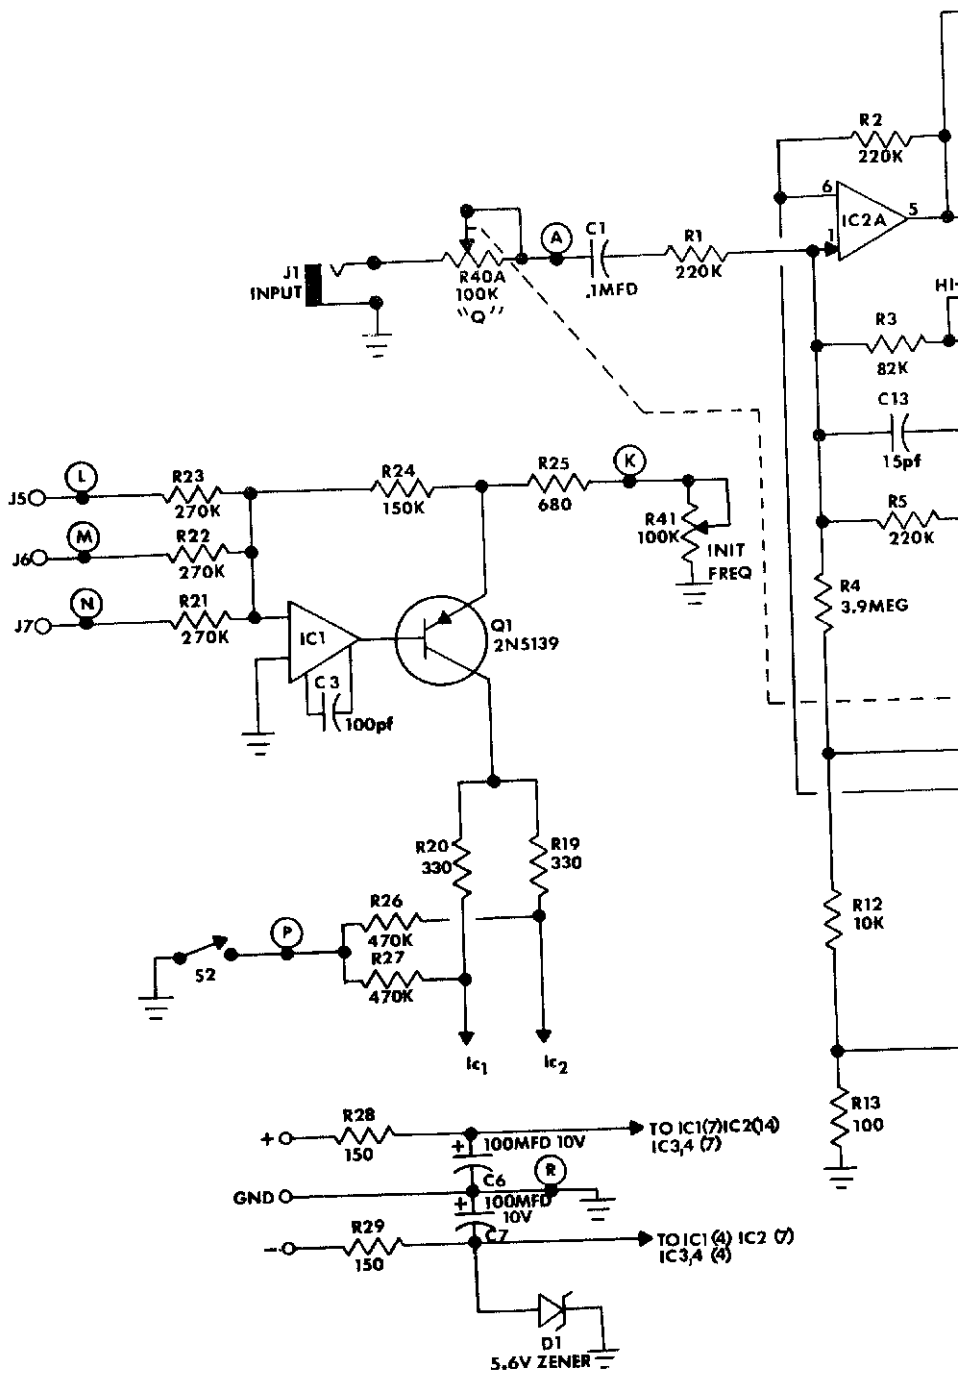 R2
220K
6
IC2A
5
1
A
C1
R1
J1
INPUT
R40A
100K
"Q"
.1MFD
220K
HI-
R3
82K
C13
15pf
L
R23
R24
R25
K
J5
270K
150K
680
R5
220K
M
R22
R41
100K
J6
270K
INIT
FREQ
N
R21
R4
3.9MEG
J7
270K
IC1
Q1
2N5139
C3
100pf
R20
330
R19
330
R26
R12
10K
P
470K
R27
S2
470K
Ic1
Ic2
R28
R13
100
+
150
+
100MFD 10V
TO IC1(7)IC2(14)
IC3,4 (7)
C6
R
GND
+
100MFD
10V
R29
C7
-
150
TO IC1(4) IC2 (7)
IC3,4 (4)
D1
5.6V ZENER